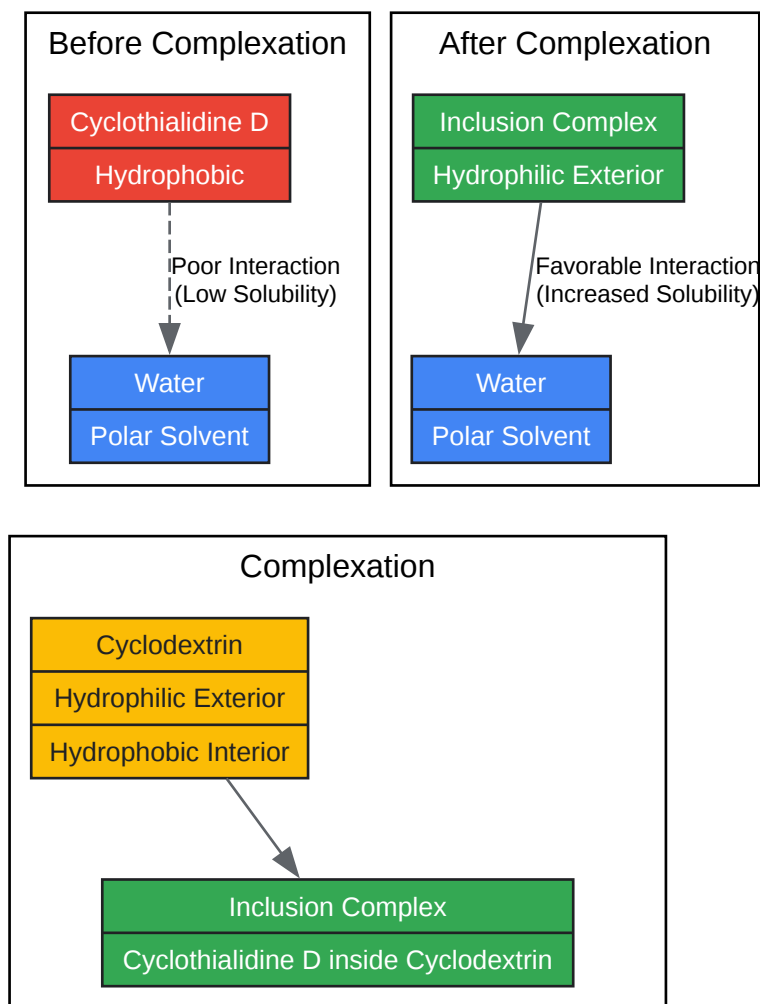 Before Complexation
Cyclothialidine D
Hydrophobic
Poor Interaction
(Low Solubility)
Water
Polar Solvent
After Complexation
Inclusion Complex
Hydrophilic Exterior
Favorable Interaction
(Increased Solubility)
Water
Polar Solvent
Complexation
Cyclodextrin
Hydrophilic Exterior
Hydrophobic Interior
Inclusion Complex
Cyclothialidine D inside Cyclodextrin